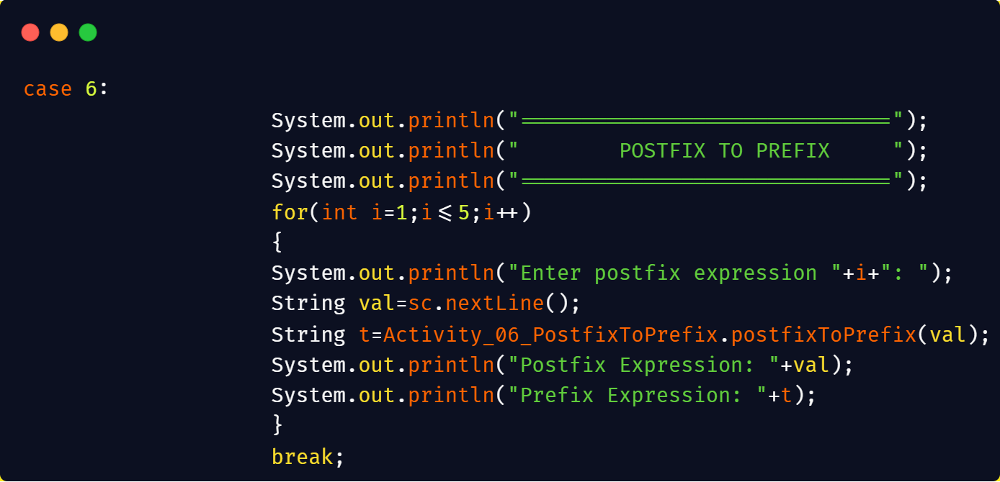 case 6:
System.out.println("==============================");
System.out.println("        POSTFIX TO PREFIX     ");
System.out.println("==============================");
for(int i=1;i<=5;i++)
{
System.out.println("Enter postfix expression "+i+": ");
String val=sc.nextLine();
String t=Activity_06_PostfixToPrefix.postfixToPrefix(val);
System.out.println("Postfix Expression: "+val);
System.out.println("Prefix Expression: "+t);
}
break;